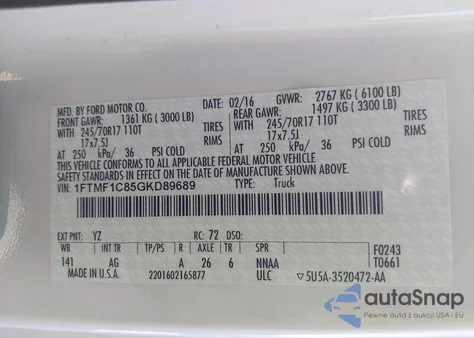 MFD. BY FORD MOTOR CO. DATE: 02/16 GVWR: 2767 KG ( 6100 LB)
FRONT GAWR: 1361 KG ( 3000 LB) REAR GAWR: 1497 KG ( 3300 LB)
WITH 245/70R17 110T TIRES WITH 245/70R17 110T TIRES
17x7.5J RIMS 17x7.5J RIMS
AT 250 kPa/ 36 PSI COLD AT 250 kPa/ 36 PSI COLD
THIS VEHICLE CONFORMS TO ALL APPLICABLE FEDERAL MOTOR VEHICLE
SAFETY STANDARDS IN EFFECT ON THE DATE OF MANUFACTURE SHOWN ABOVE.
VIN: 1FTMF1C85GKD89689 TYPE: Truck
EXT PNT: YZ RC: 72 DSO: F0243
WB INT TR TP/PS R AXLE TR SPR T0661
141 AG A 26 6 NNAA
MADE IN U.S.A. 2201602165877 ULC ▽5U5A-3520472-AA
autoSnap
Pewne auta z aukcji USA i EU